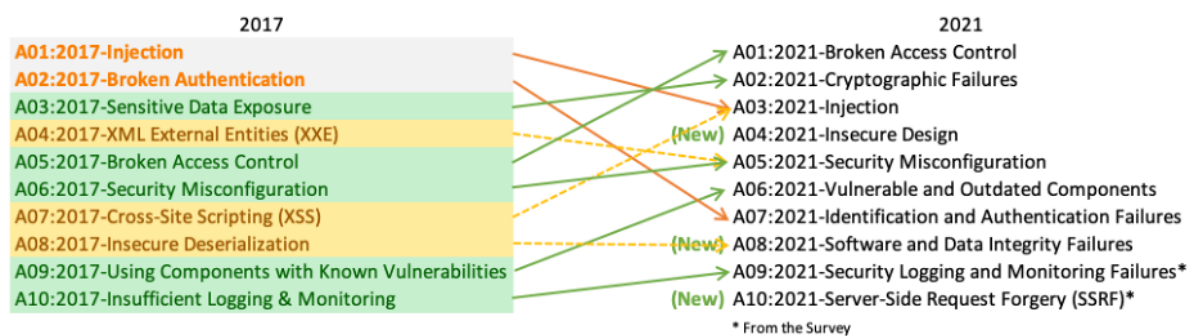 2017
A01:2017-Injection
A02:2017-Broken Authentication
A03:2017-Sensitive Data Exposure
A04:2017-XML External Entities (XXE)
A05:2017-Broken Access Control
A06:2017-Security Misconfiguration
A07:2017-Cross-Site Scripting (XSS)
A08:2017-Insecure Deserialization
A09:2017-Using Components with Known Vulnerabilities
A10:2017-Insufficient Logging & Monitoring
2021
A01:2021-Broken Access Control
A02:2021-Cryptographic Failures
A03:2021-Injection
(New) A04:2021-Insecure Design
A05:2021-Security Misconfiguration
A06:2021-Vulnerable and Outdated Components
A07:2021-Identification and Authentication Failures
(New) A08:2021-Software and Data Integrity Failures
A09:2021-Security Logging and Monitoring Failures*
(New) A10:2021-Server-Side Request Forgery (SSRF)*
* From the Survey